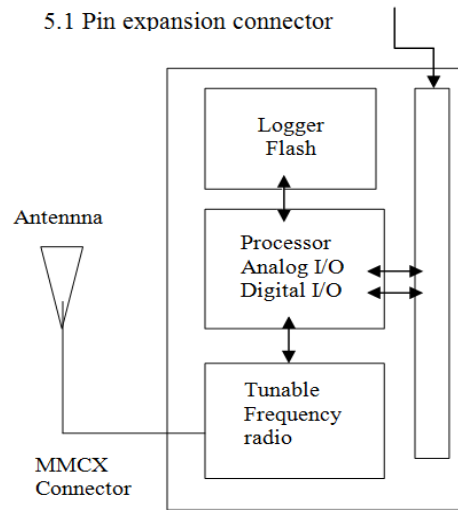 5.1 Pin expansion connector
Logger
Flash
Antennna
Processor
Analog I/O
Digital I/O
Tunable
Frequency
radio
MMCX
Connector